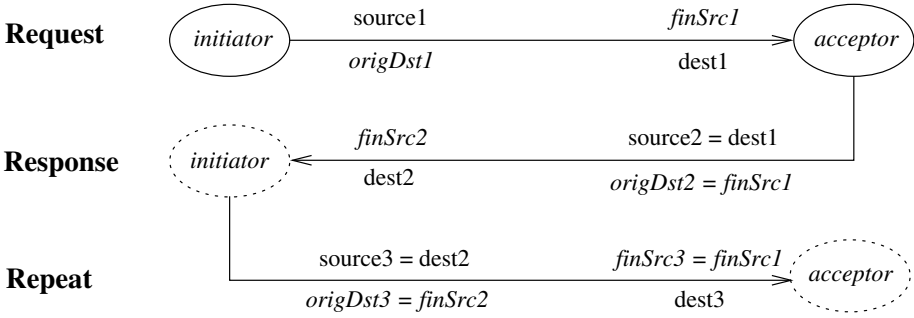 Request initiator source1 finSrc1 acceptor
origDst1 dest1
Response initiator finSrc2 source2 = dest1
dest2 origDst2 = finSrc1
Repeat source3 = dest2 finSrc3 = finSrc1 acceptor
origDst3 = finSrc2 dest3